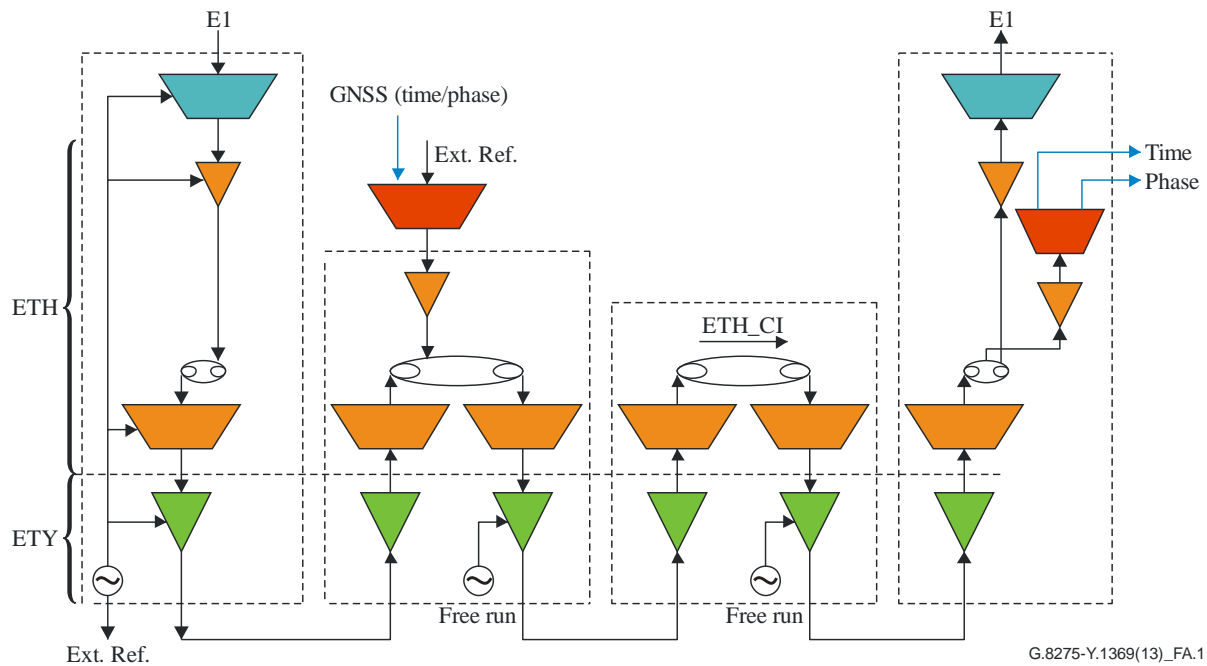 E1
E1
GNSS (time/phase)
Ext. Ref.
Time
Phase
ETH
ETH_CI
ETY
Free run
Free run
Ext. Ref.
G.8275-Y.1369(13)_FA.1